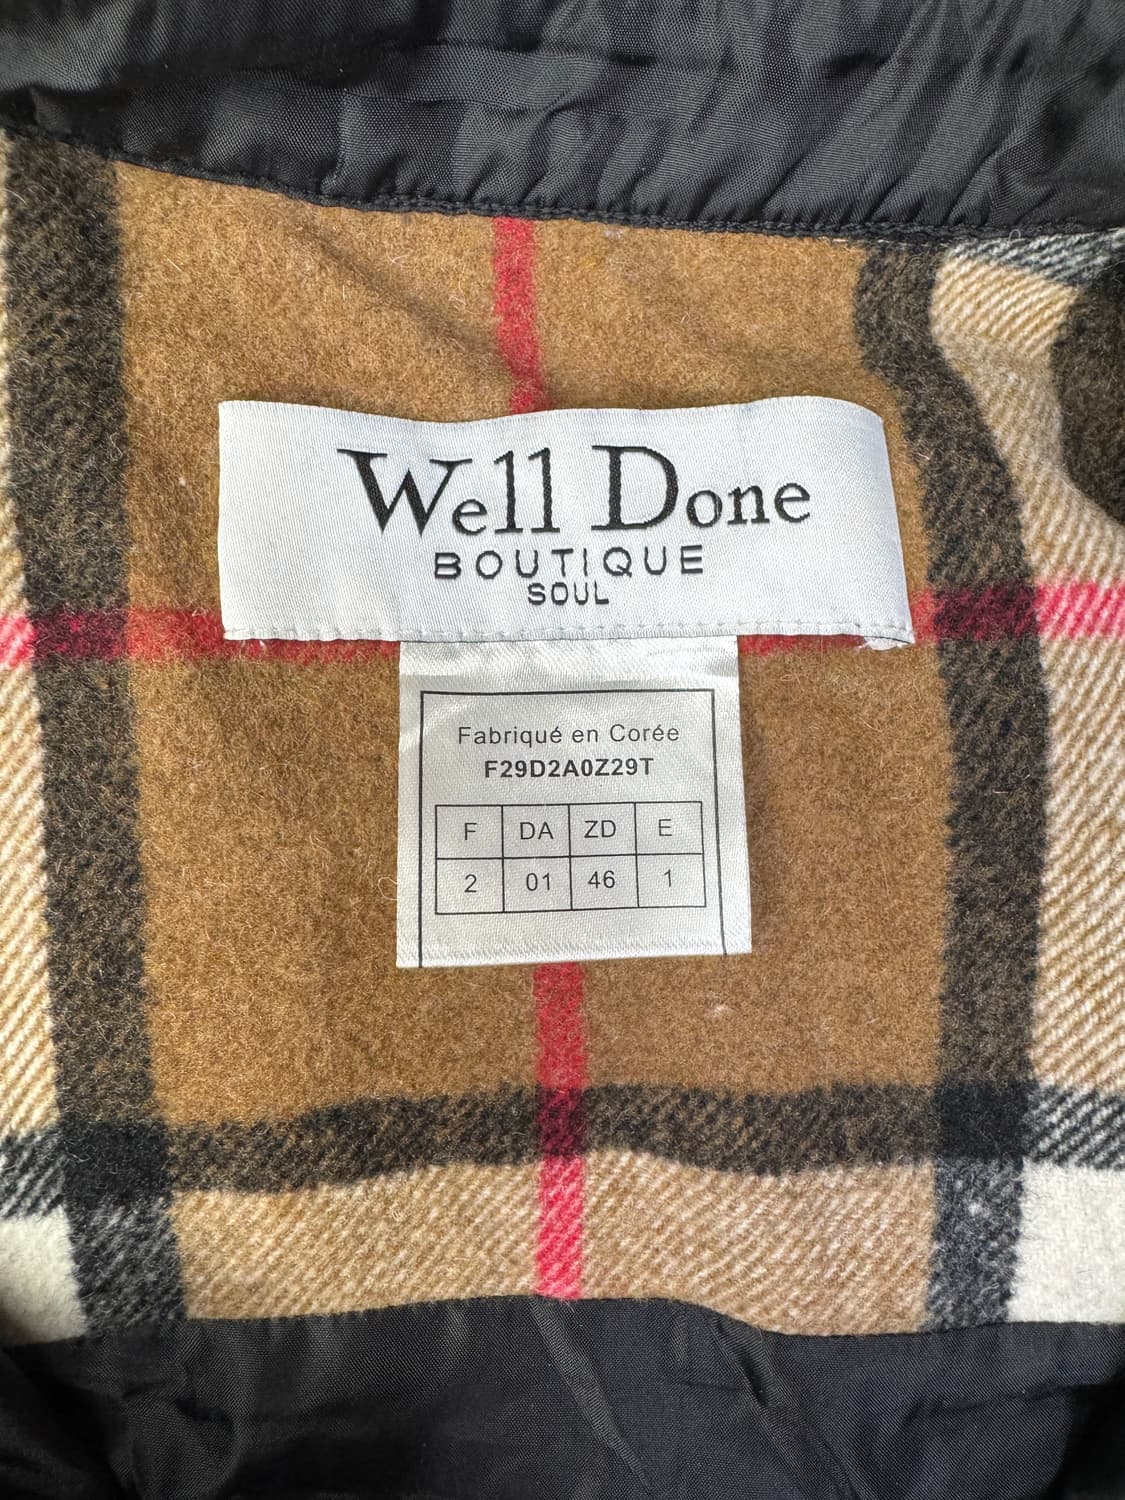 Well Done
BOUTIQUE
SOUL
Fabriqué en Corée
F29D2A0Z29T
F DA ZD E
2 01 46 1